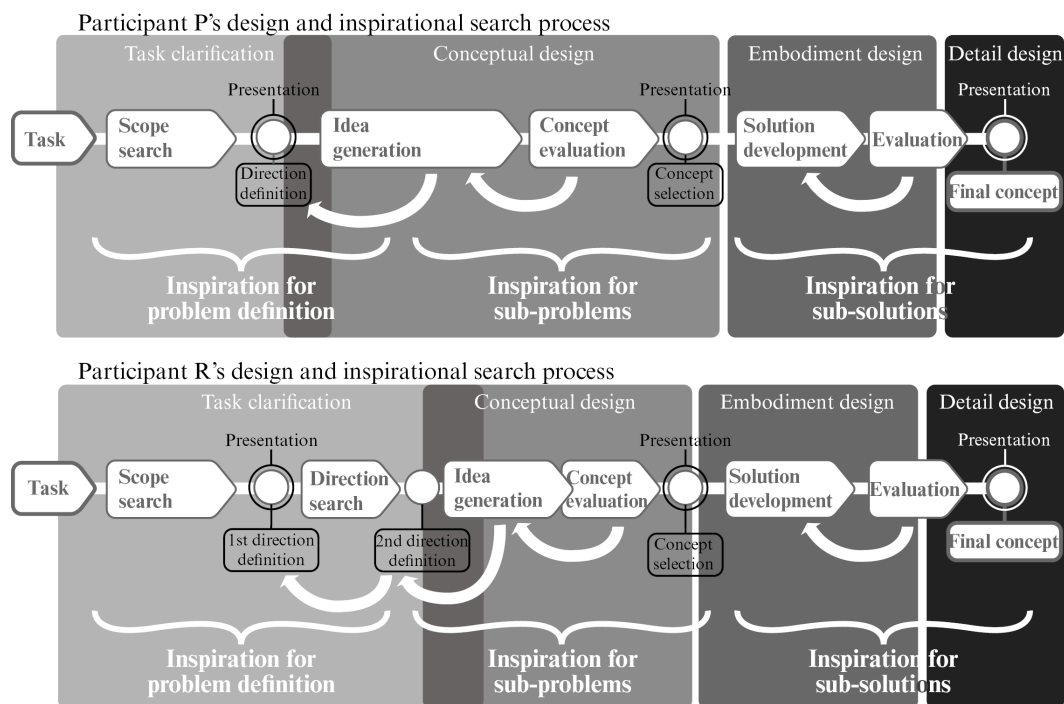 Participant P’s design and inspirational search process
Task clarification
Conceptual design
Embodiment design
Detail design
Presentation
Presentation
Presentation
Task
Scope
search
Idea
generation
Concept
evaluation
Solution
development
Evaluation
Direction
definition
Concept
selection
Final concept
Inspiration for
problem definition
Inspiration for
sub-problems
Inspiration for
sub-solutions
Participant R’s design and inspirational search process
Task clarification
Conceptual design
Embodiment design
Detail design
Presentation
Presentation
Presentation
Task
Scope
search
Direction
search
Idea
generation
Concept
evaluation
Solution
development
Evaluation
1st direction
definition
2nd direction
definition
Concept
selection
Final concept
Inspiration for
problem definition
Inspiration for
sub-problems
Inspiration for
sub-solutions